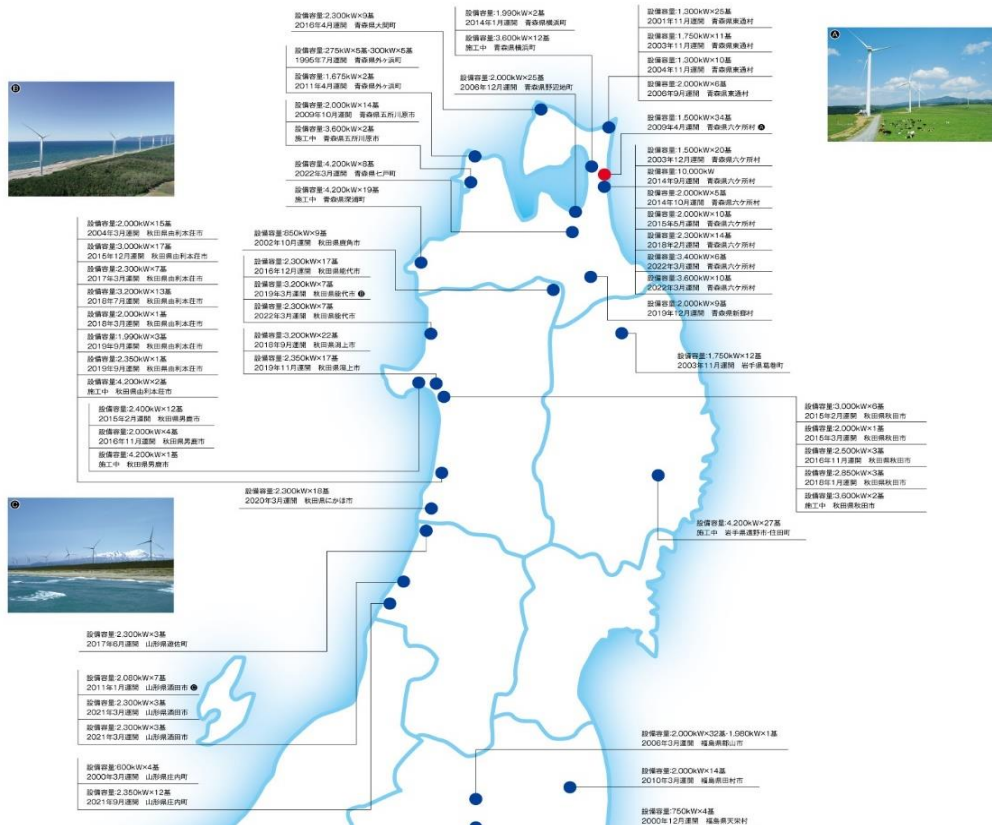 設備容量:2.300kW×9基
2016年4月運開 青森県大間町
設備容量:275kW×5基·300kW×5基
1995年7月運開 青森県外ヶ浜町
設備容量:1.675kW×2基
2011年4月運開 青森県外ヶ浜町
設備容量:2.000kW×14基
2009年10月運開 青森県五所川原市
設備容量:3.600kW×2基
施工中 青森県五所川原市
設備容量:4.200kW×8基
2022年3月運開 青森県七戸町
設備容量:4.200kW×19基
施工中 青森県深浦町
設備容量:1.990kW×2基
2014年1月運開 青森県横浜町
設備容量:3.600kW×12基
施工中 青森県横浜町
設備容量:2.000kW×25基
2006年12月運開 青森県野辺地町
設備容量:1.300kW×25基
2001年11月運開 青森県東通村
設備容量:1.750kW×11基
2003年11月運開 青森県東通村
設備容量:1.300kW×10基
2004年11月運開 青森県東通村
設備容量:2.000kW×6基
2006年9月運開 青森県東通村
設備容量:1.500kW×34基
2009年4月運開 青森県六ケ所村 A
設備容量:1.500kW×20基
2003年12月運開 青森県六ケ所村
設備容量:10.000kW
2014年9月運開 青森県六ケ所村
設備容量:2.000kW×5基
2014年10月運開 青森県六ケ所村
設備容量:2.000kW×10基
2015年5月運開 青森県六ケ所村
設備容量:2.300kW×14基
2018年2月運開 青森県六ケ所村
設備容量:3.400kW×6基
2022年3月運開 青森県六ケ所村
設備容量:3.600kW×10基
2022年3月運開 青森県六ケ所村
設備容量:2.000kW×9基
2019年12月運開 青森県新郷村
設備容量:1.750kW×12基
2003年11月運開 岩手県葛巻町
A
B
設備容量:2.000kW×15基
2004年3月運開 秋田県由利本荘市
設備容量:3.000kW×17基
2015年12月運開 秋田県由利本荘市
設備容量:2.300kW×7基
2017年3月運開 秋田県由利本荘市
設備容量:3.200kW×13基
2018年7月運開 秋田県由利本荘市
設備容量:2.000kW×1基
2018年3月運開 秋田県由利本荘市
設備容量:1.990kW×3基
2019年9月運開 秋田県由利本荘市
設備容量:2.350kW×1基
2019年9月運開 秋田県由利本荘市
設備容量:4.200kW×2基
施工中 秋田県由利本荘市
設備容量:2.400kW×12基
2015年2月運開 秋田県男鹿市
設備容量:2.000kW×4基
2016年11月運開 秋田県男鹿市
設備容量:4.200kW×1基
施工中 秋田県男鹿市
設備容量:850kW×9基
2002年10月運開 秋田県鹿角市
設備容量:2.300kW×17基
2016年12月運開 秋田県能代市
設備容量:3.200kW×7基
2019年3月運開 秋田県能代市 B
設備容量:2.300kW×7基
2022年3月運開 秋田県能代市
設備容量:3.200kW×22基
2018年9月運開 秋田県潟上市
設備容量:2.350kW×17基
2019年11月運開 秋田県潟上市
設備容量:3.000kW×6基
2015年2月運開 秋田県秋田市
設備容量:2.000kW×1基
2015年3月運開 秋田県秋田市
設備容量:2.500kW×3基
2016年11月運開 秋田県秋田市
設備容量:2.850kW×3基
2018年1月運開 秋田県秋田市
設備容量:3.600kW×2基
施工中 秋田県秋田市
設備容量:2.300kW×18基
2020年3月運開 秋田県にかほ市
設備容量:4.200kW×27基
施工中 岩手県遠野市·住田町
C
設備容量:2.300kW×3基
2017年6月運開 山形県遊佐町
設備容量:2.080kW×7基
2011年1月運開 山形県酒田市 C
設備容量:2.300kW×3基
2021年3月運開 山形県酒田市
設備容量:2.300kW×3基
2021年3月運開 山形県酒田市
設備容量:600kW×4基
2000年3月運開 山形県庄内町
設備容量:2.350kW×12基
2021年9月運開 山形県庄内町
設備容量:2.000kW×32基·1.980kW×1基
2006年3月運開 福島県郡山市
設備容量:2.000kW×14基
2010年3月運開 福島県田村市
設備容量:750kW×4基
2000年12月運開 福島県天栄村